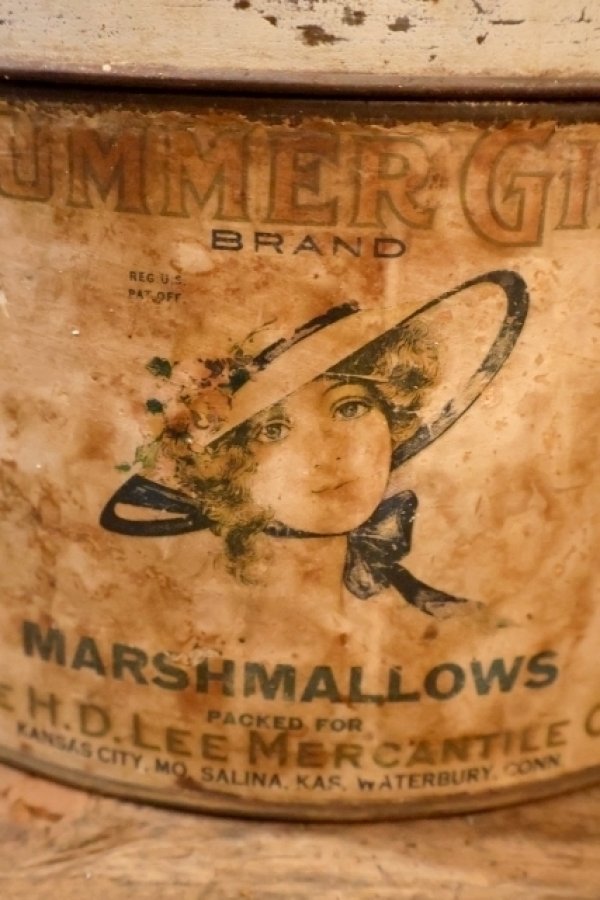 UMMER GI
BRAND
REG. U.S.
PAT. OFF.
MARSHMALLOWS
PACKED FOR
E H.D. LEE MERCANTILE C
KANSAS CITY, MO. SALINA, KAS. WATERBURY, CONN